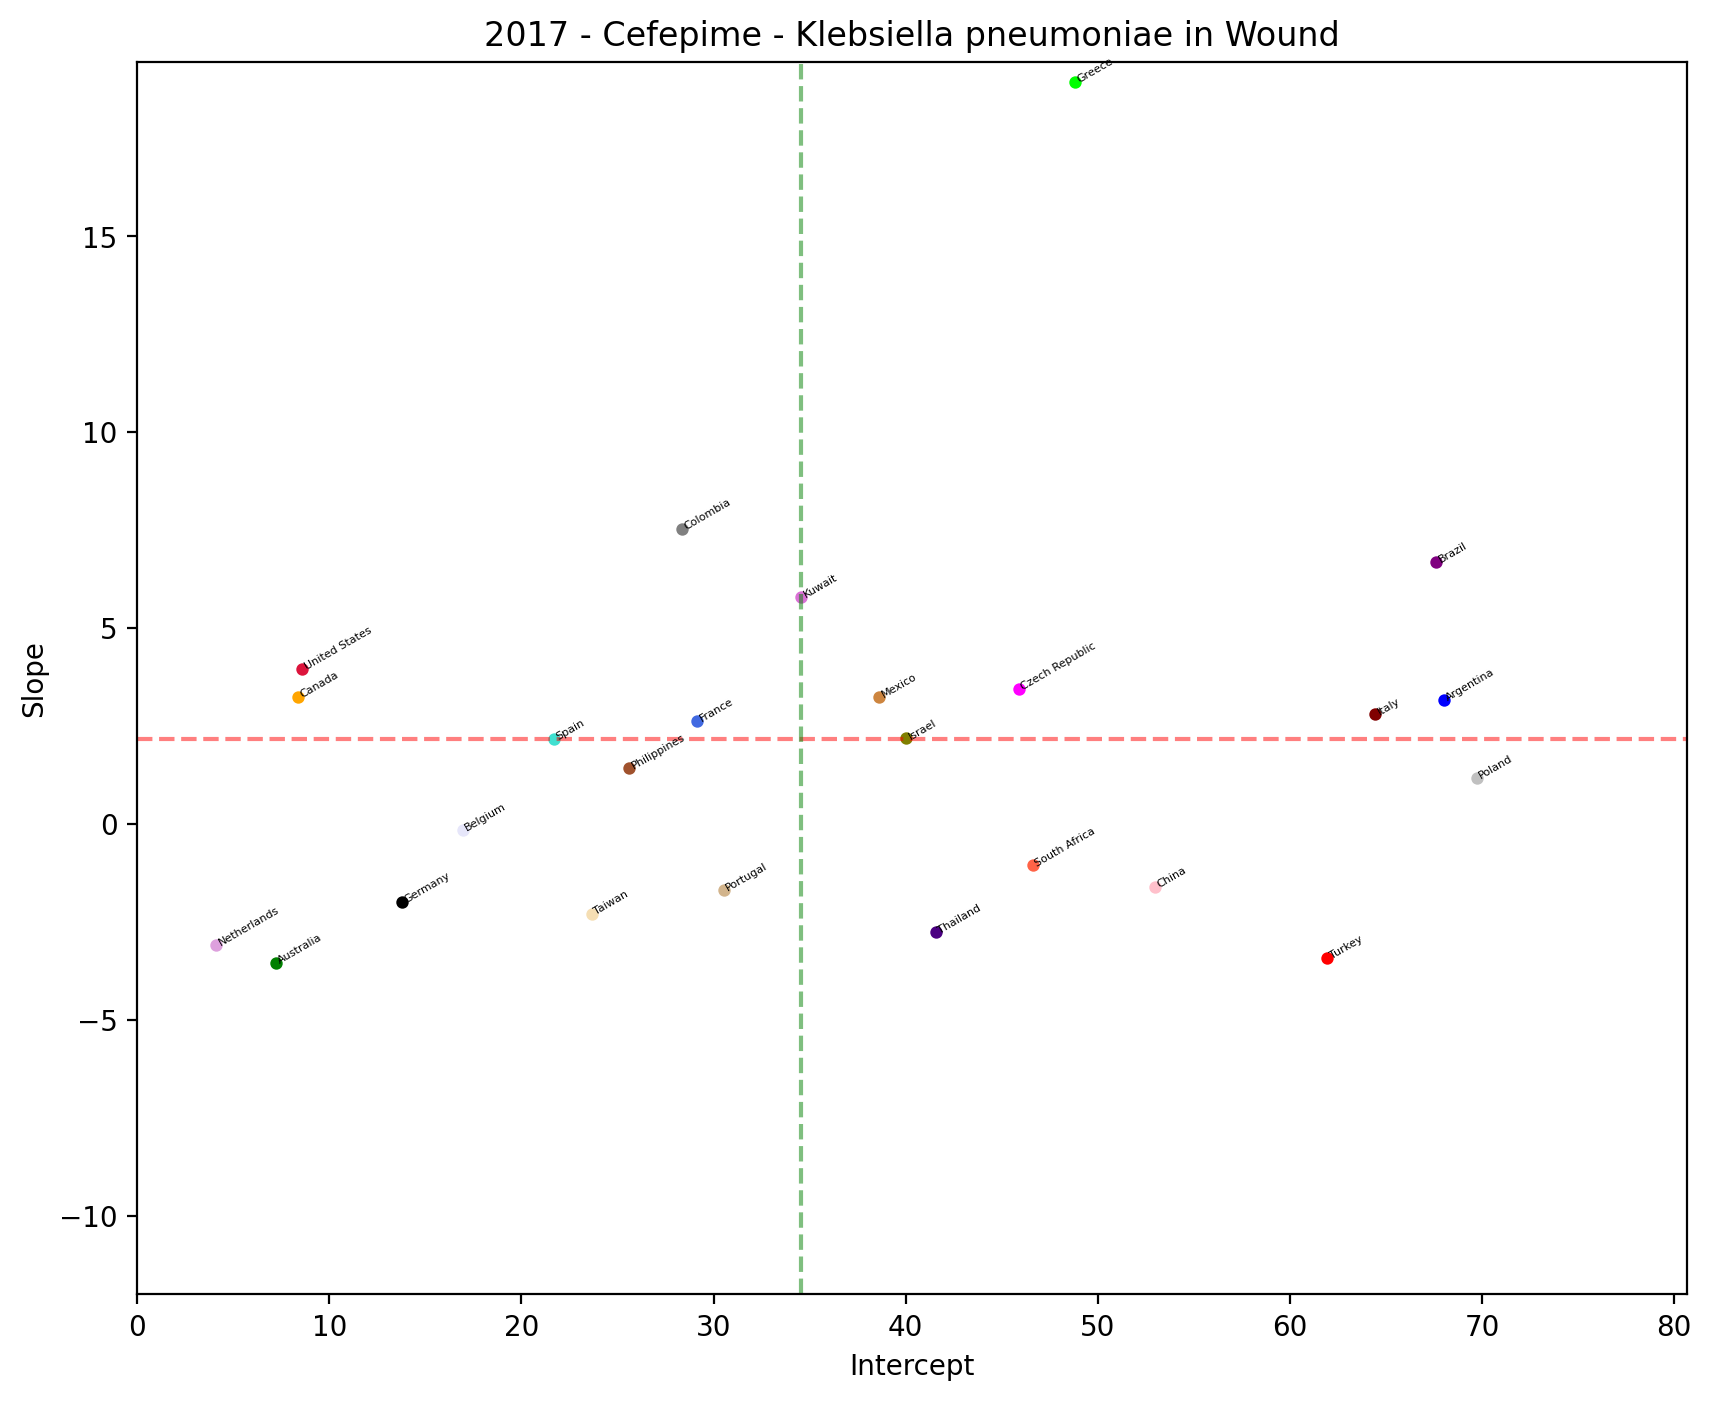 2017 - Cefepime - Klebsiella pneumoniae in Wound
Greece
15
10
Colombia
Brazil
Kuwait
5
United States
Czech Republic
Canada
Mexico
Argentina
Italy
France
Spain
Israel
Philippines
Poland
Belgium
0
South Africa
China
Portugal
Germany
Taiwan
Thailand
Netherlands
Turkey
Australia
−5
−10
Slope
0 10 20 30 40 50 60 70 80
Intercept